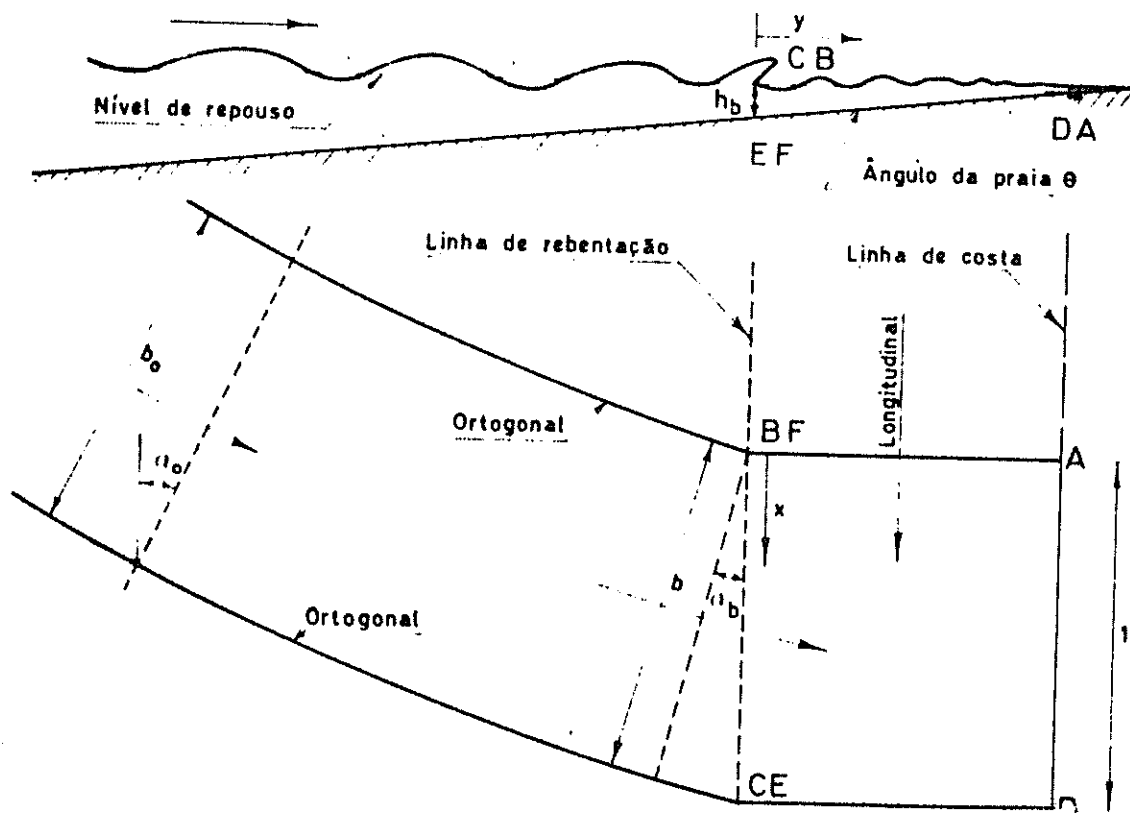 y
C B
Nível de repouso
h_b
E F
D A
Ângulo da praia θ
Linha de rebentação
Linha de costa
Longitudinal
b_o
Ortogonal
B F
A
α_o
x
b
α_b
1
Ortogonal
CE
D